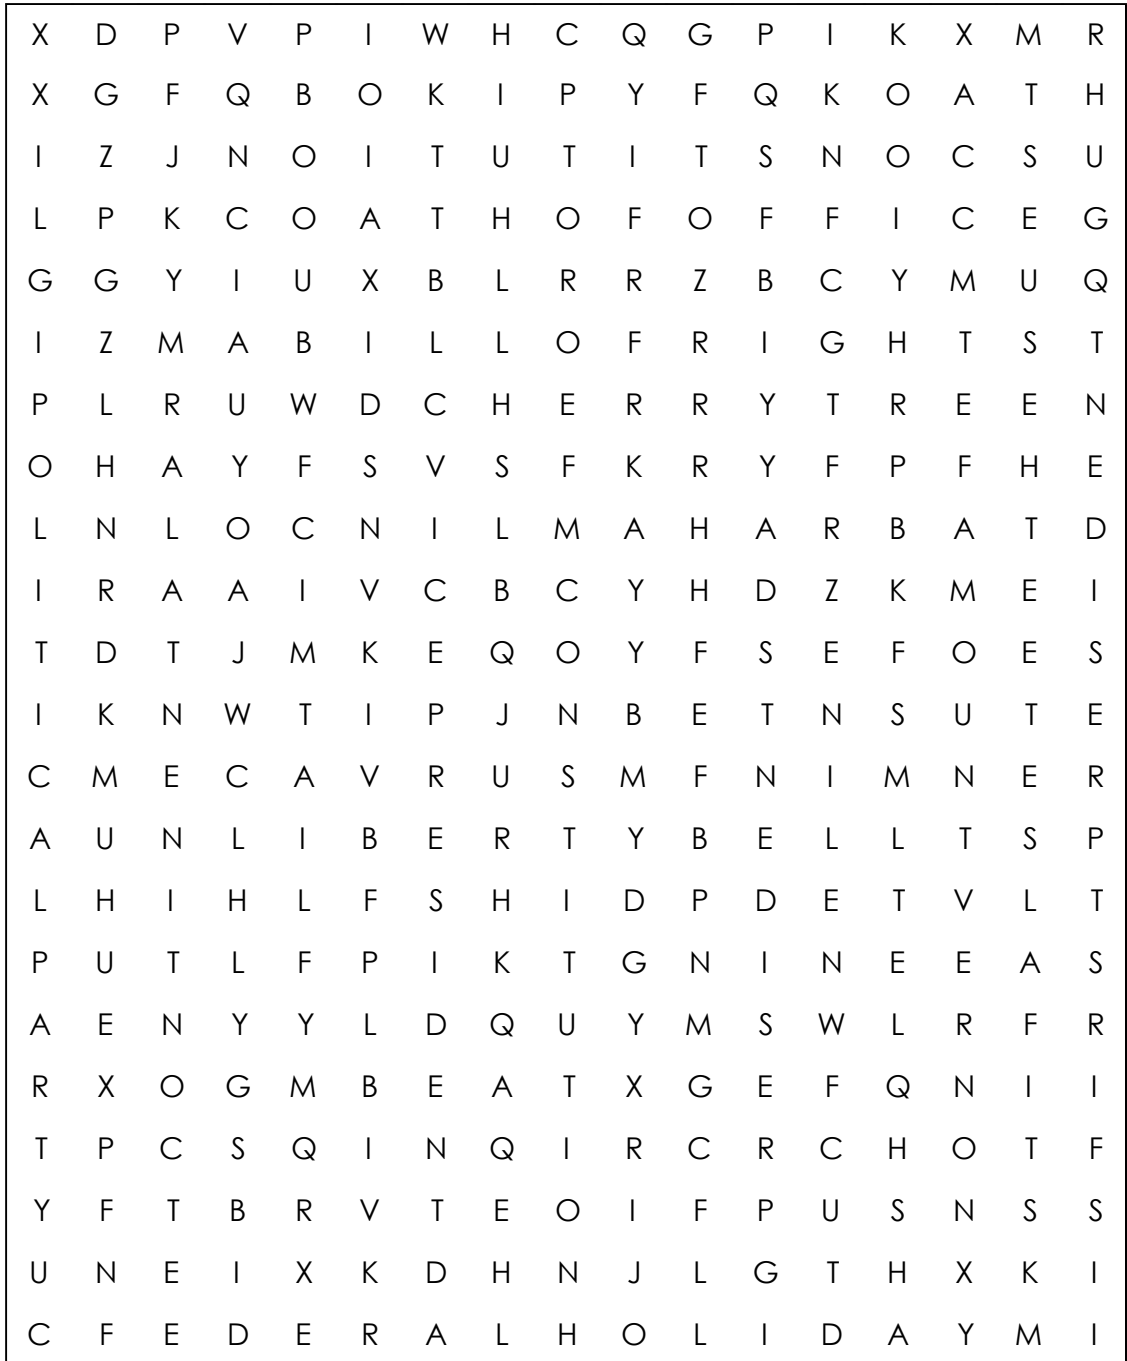 X D P V P I W H C Q G P I K X M R
X G F Q B O K I P Y F Q K O A T H
I Z J N O I T U T I T S N O C S U
L P K C O A T H O F O F F I C E G
G G Y I U X B L R R Z B C Y M U Q
I Z M A B I L L O F R I G H T S T
P L R U W D C H E R R Y T R E E N
O H A Y F S V S F K R Y F P F H E
L N L O C N I L M A H A R B A T D
I R A A I V C B C Y H D Z K M E I
T D T J M K E Q O Y F S E F O E S
I K N W T I P J N B E T N S U T E
C M E C A V R U S M F N I M N E R
A U N L I B E R T Y B E L L T S P
L H I H L F S H I D P D E T V L T
P U T L F P I K T G N I N E E A S
A E N Y Y L D Q U Y M S W L R F R
R X O G M B E A T X G E F Q N I I
T P C S Q I N Q I R C R C H O T F
Y F T B R V T E O I F P U S N S S
U N E I X K D H N J L G T H X K I
C F E D E R A L H O L I D A Y M I